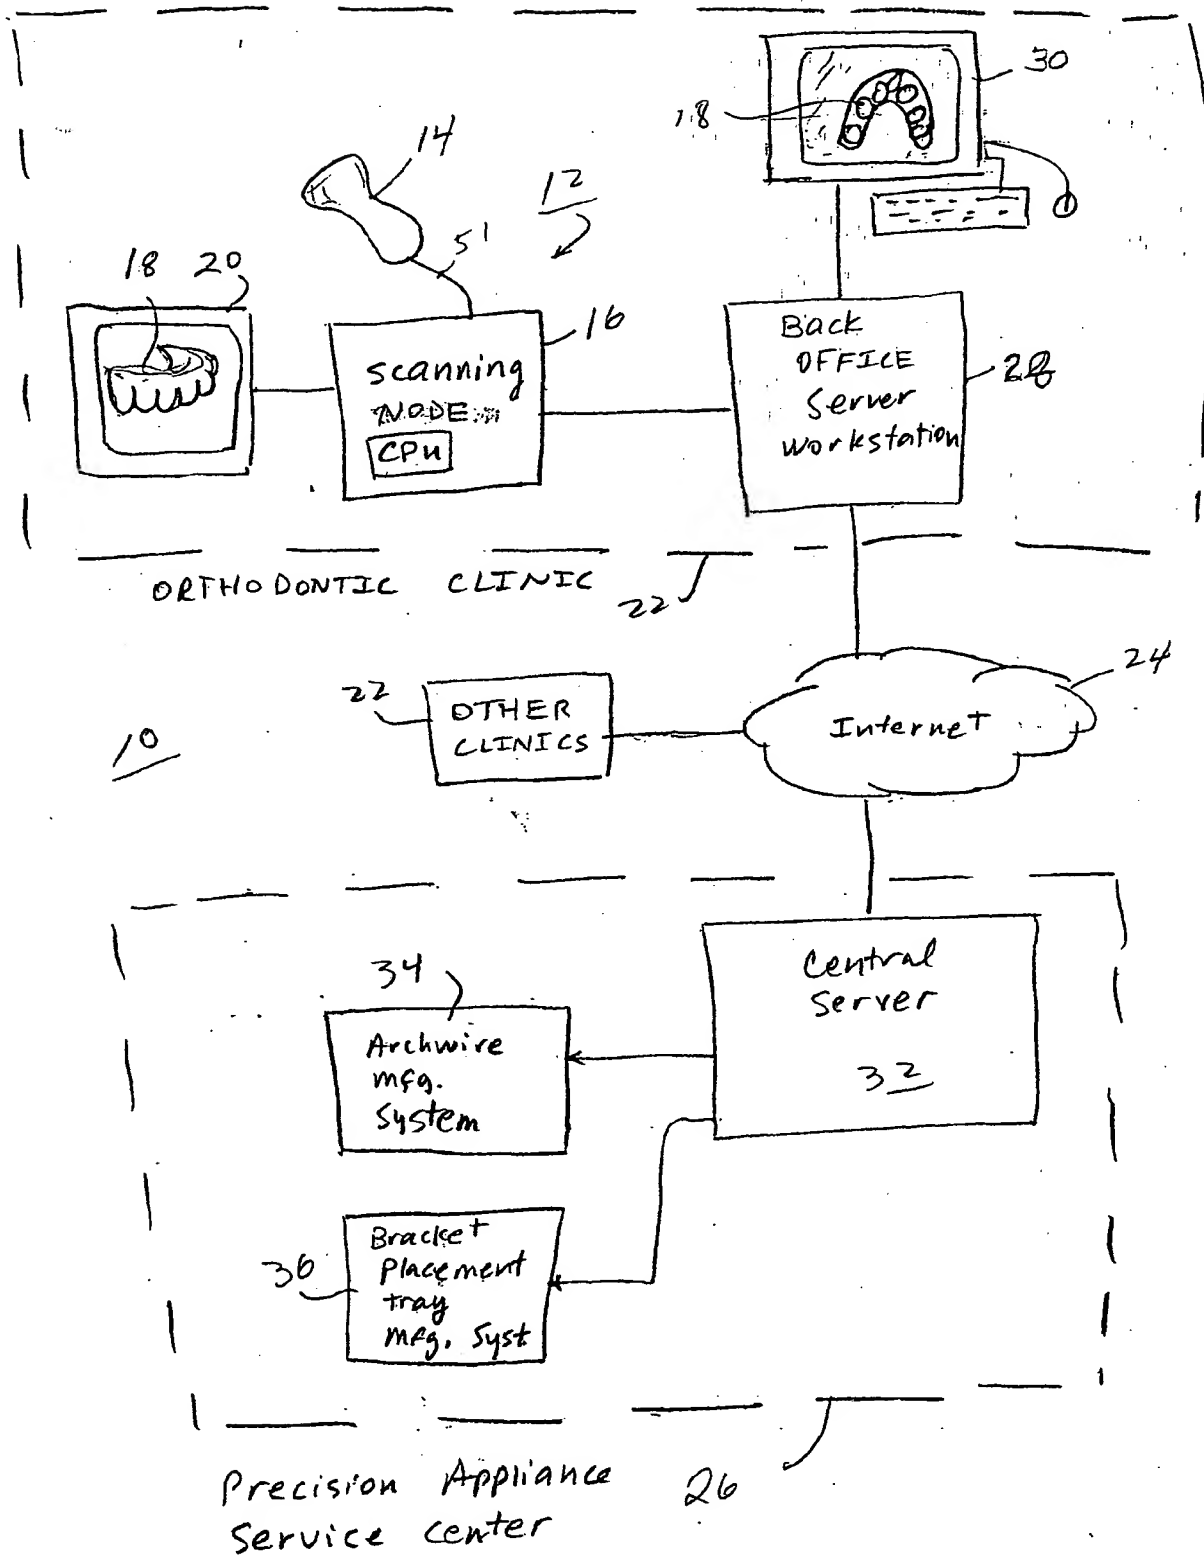 30
18
14
12
51
18 20
16
Scanning
NODE
CPU
Back
OFFICE
Server
Workstation
28
ORTHODONTIC CLINIC
22
24
22
OTHER
CLINICS
Internet
10
34
Central
Server
32
Archwire
mfg.
System
36
Bracket
Placement
tray
mfg. Syst
26
Precision Appliance
Service center